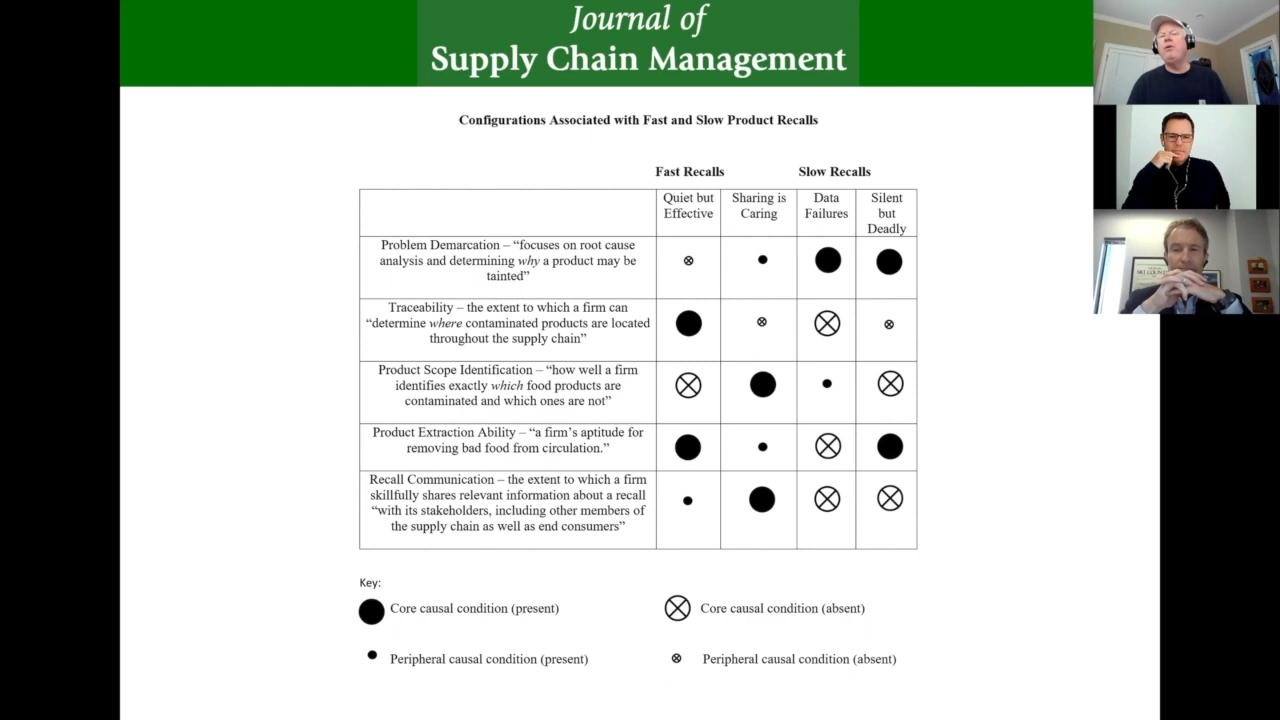 Journal of
Supply Chain Management
Configurations Associated with Fast and Slow Product Recalls
Fast Recalls
Slow Recalls
Quiet but
Effective
Sharing is
Caring
Data
Failures
Silent
but
Deadly
Problem Demarcation – “focuses on root cause
analysis and determining why a product may be
tainted”
Traceability – the extent to which a firm can
“determine where contaminated products are located
throughout the supply chain”
Product Scope Identification – “how well a firm
identifies exactly which food products are
contaminated and which ones are not”
Product Extraction Ability – “a firm’s aptitude for
removing bad food from circulation.”
Recall Communication – the extent to which a firm
skillfully shares relevant information about a recall
“with its stakeholders, including other members of
the supply chain as well as end consumers”
Key:
Core causal condition (present)
Core causal condition (absent)
Peripheral causal condition (present)
Peripheral causal condition (absent)